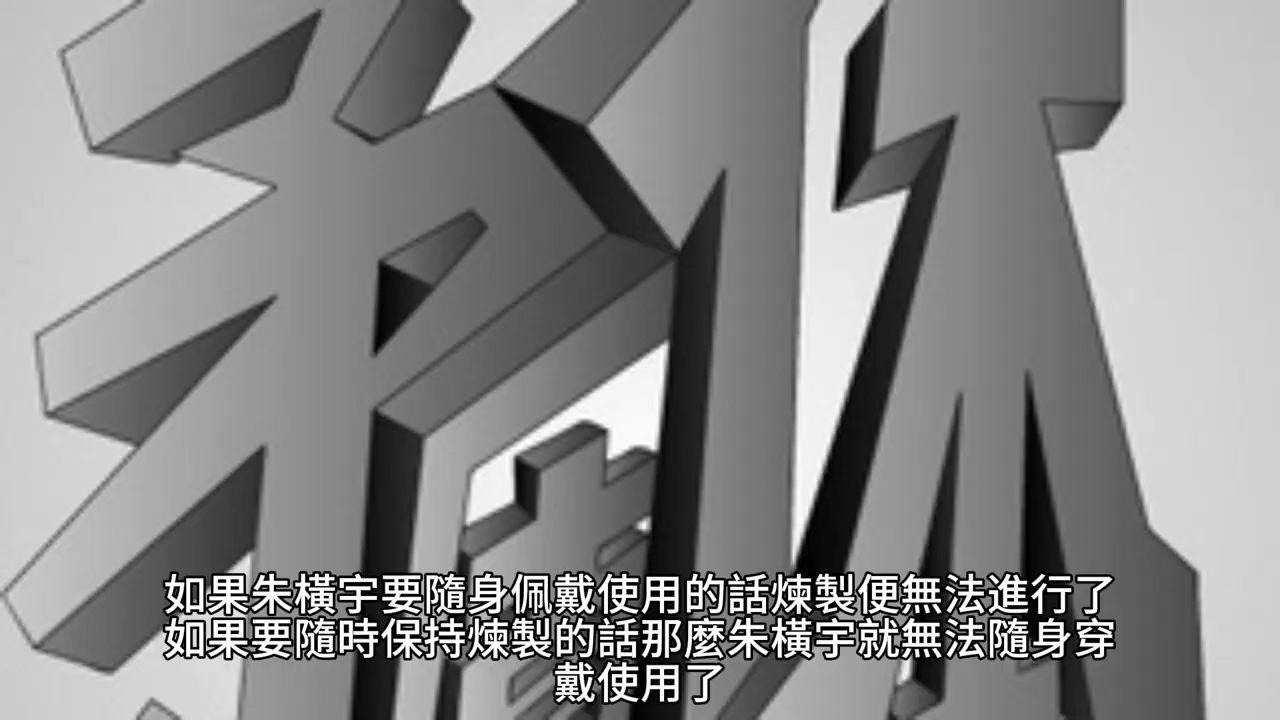 如果朱橫宇要隨身佩戴使用的話煉製便無法進行了
如果要隨時保持煉製的話那麼朱橫宇就無法隨身穿
戴使用了